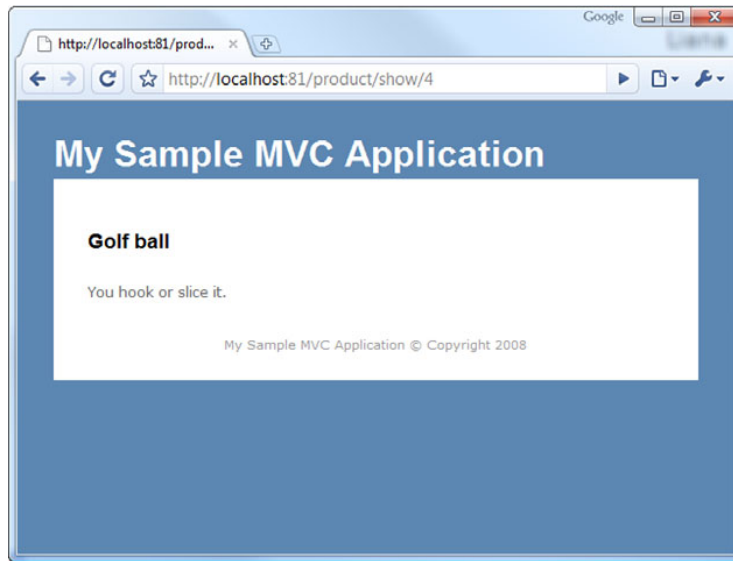 Google
http://localhost:81/prod...
http://localhost:81/product/show/4
My Sample MVC Application
Golf ball
You hook or slice it.
My Sample MVC Application © Copyright 2008